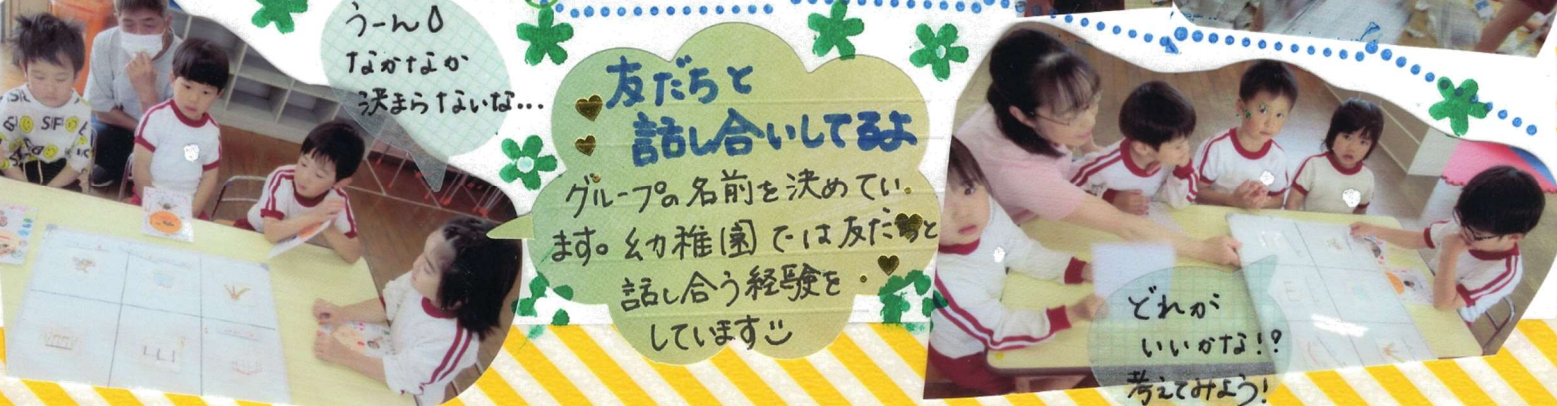 うーん
なかなか
決まらないな...
友だちと
話し合いしてるよ
グループの名前を決めてい
ます。幼稚園では友だちと
話し合う経験を
しています
どれが
いいかな!?
考えてみよう!